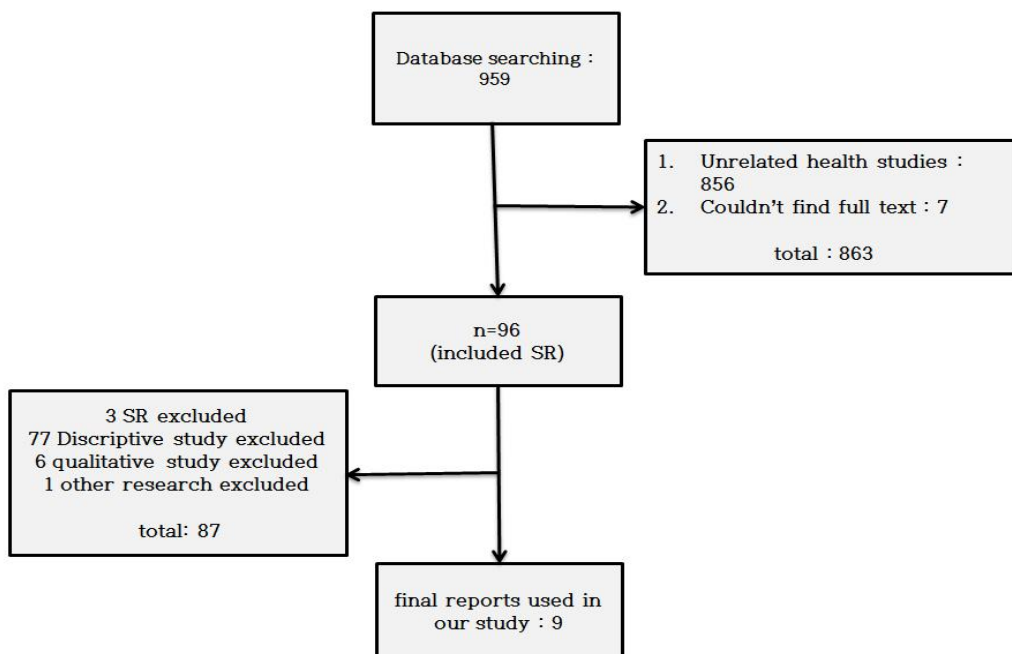 Database searching :
959
1. Unrelated health studies :
856
2. Couldn't find full text : 7
total : 863
n=96
(included SR)
3 SR excluded
77 Discriptive study excluded
6 qualitative study excluded
1 other research excluded
total: 87
final reports used in
our study : 9